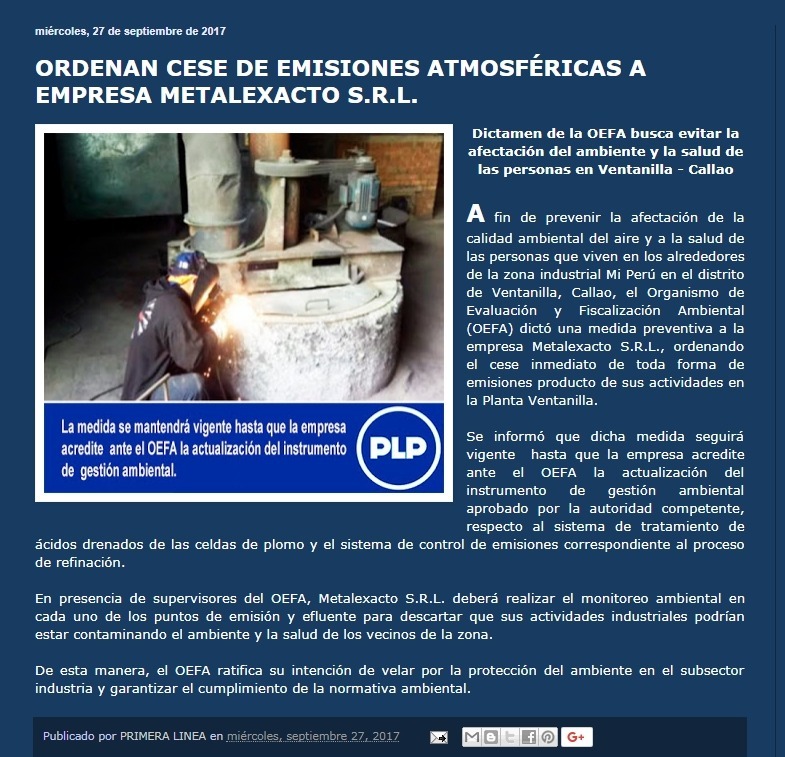 miércoles, 27 de septiembre de 2017
ORDENAN CESE DE EMISIONES ATMOSFÉRICAS A
EMPRESA METALEXACTO S.R.L.
Dictamen de la OEFA busca evitar la
afectación del ambiente y la salud de
las personas en Ventanilla - Callao
A fin de prevenir la afectación de la
calidad ambiental del aire y a la salud de
las personas que viven en los alrededores
de la zona industrial Mi Perú en el distrito
de Ventanilla, Callao, el Organismo de
Evaluación y Fiscalización Ambiental
(OEFA) dictó una medida preventiva a la
empresa Metalexacto S.R.L., ordenando
el cese inmediato de toda forma de
emisiones producto de sus actividades en
la Planta Ventanilla.
La medida se mantendrá vigente hasta que la empresa
acredite ante el OEFA la actualización del instrumento
de gestión ambiental.
PLP
Se informó que dicha medida seguirá
vigente hasta que la empresa acredite
ante el OEFA la actualización del
instrumento de gestión ambiental
aprobado por la autoridad competente,
respecto al sistema de tratamiento de
ácidos drenados de las celdas de plomo y el sistema de control de emisiones correspondiente al proceso
de refinación.
En presencia de supervisores del OEFA, Metalexacto S.R.L. deberá realizar el monitoreo ambiental en
cada uno de los puntos de emisión y efluente para descartar que sus actividades industriales podrían
estar contaminando el ambiente y la salud de los vecinos de la zona.
De esta manera, el OEFA ratifica su intención de velar por la protección del ambiente en el subsector
industria y garantizar el cumplimiento de la normativa ambiental.
Publicado por PRIMERA LINEA en miércoles, septiembre 27, 2017
G+